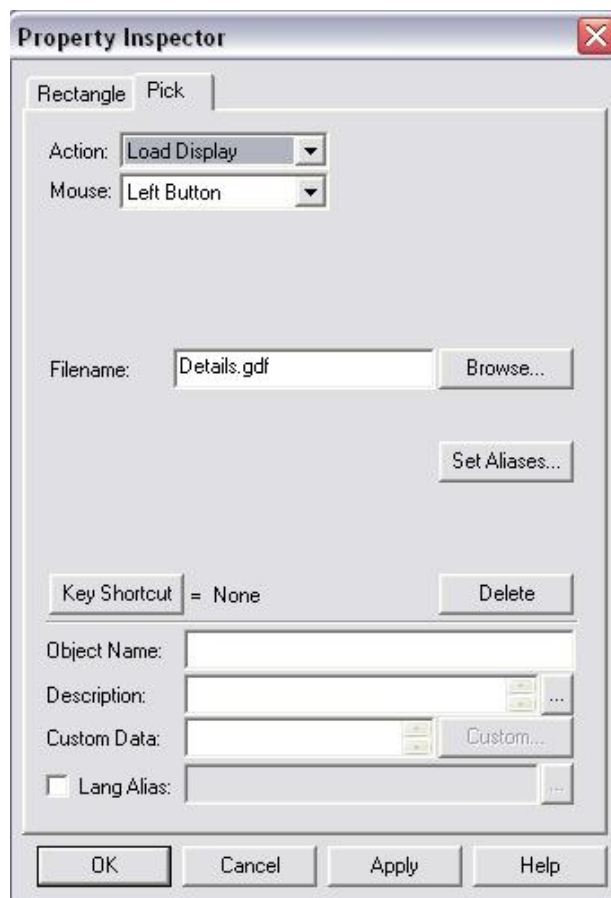 Property Inspector
Rectangle Pick
Action: Load Display
Mouse: Left Button
Filename: Details.gdf Browse...
Set Aliases...
Key Shortcut = None Delete
Object Name:
Description: ...
Custom Data: Custom...
Lang Alias: ...
OK Cancel Apply Help